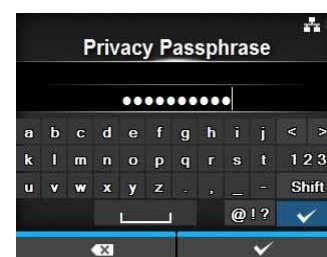 Privacy Passphrase
●●●●●●●●●●
a b c d e f g h i j < >
k l m n o p q r s t 123
u v w x y z . , _ - Shift
@!?